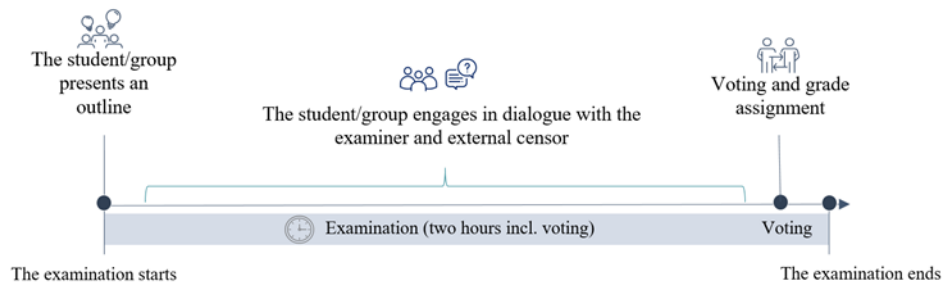 The student/group
presents an
outline
The student/group engages in dialogue with the
examiner and external censor
Voting and grade
assignment
Examination (two hours incl. voting)
Voting
The examination starts
The examination ends